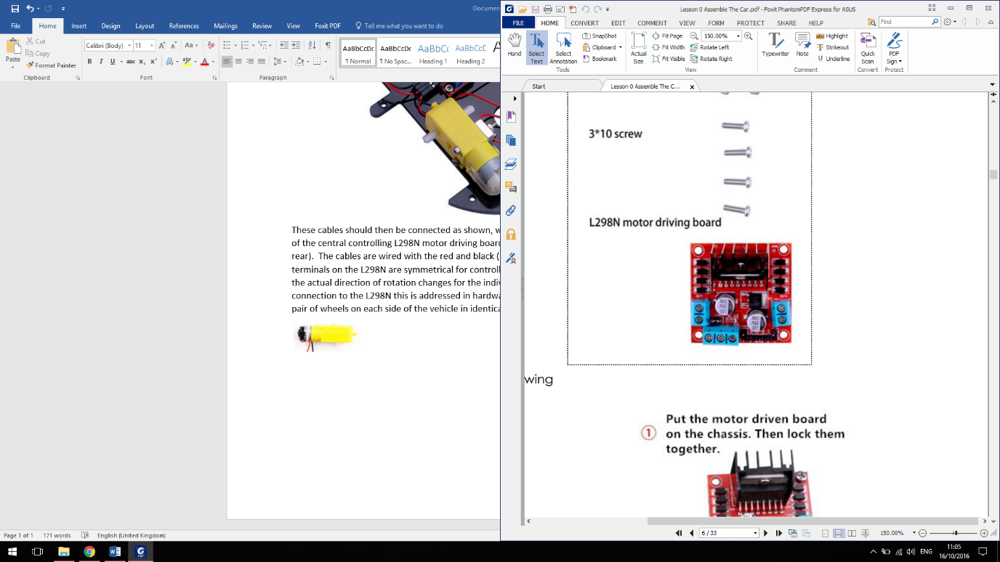 Document
File
Home
Insert
Design
Layout
References
Mailings
Review
View
Foxit PDF
Tell me what you want to do
Paste
Cut
Copy
Format Painter
Clipboard
Calibri (Body)
11
Font
Paragraph
AaBbCcDc
¶ Normal
AaBbCcDc
¶ No Spac...
AaBbCc
Heading 1
AaBbCcD
Heading 2
These cables should then be connected as shown, w
of the central controlling L298N motor driving board
rear). The cables are wired with the red and black (
terminals on the L298N are symmetrical for controll
the actual direction of rotation changes for the indiv
connection to the L298N this is addressed in hardwa
pair of wheels on each side of the vehicle in identica
Page 1 of 1
171 words
English (United Kingdom)
Lesson 0 Assemble The Car.pdf - Foxit PhantomPDF Express for ASUS
FILE
HOME
CONVERT
EDIT
COMMENT
VIEW
FORM
PROTECT
SHARE
HELP
Find
Hand
Select
Text
Select
Annotation
SnapShot
Clipboard
Bookmark
Tools
Actual
Size
Fit Page
Fit Width
Fit Visible
150.00%
Rotate Left
Rotate Right
View
Typewriter
Note
Highlight
Strikeout
Underline
Comment
Quick
Scan
Convert
PDF
Sign
Protect
Start
Lesson 0 Assemble The C...
3*10 screw
L298N motor driving board
wing
① Put the motor driven board
on the chassis. Then lock them
together.
6 / 33
150.00%
ENG
11:05
16/10/2016